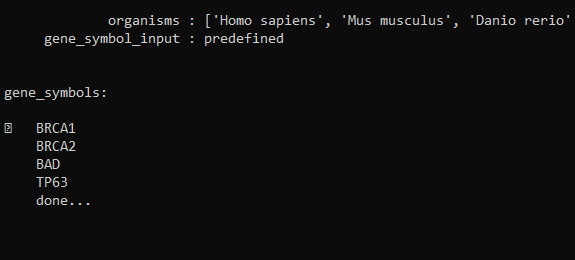 organisms : ['Homo sapiens', 'Mus musculus', 'Danio rerio'
gene_symbol_input : predefined
gene_symbols:
BRCA1
BRCA2
BAD
TP63
done...